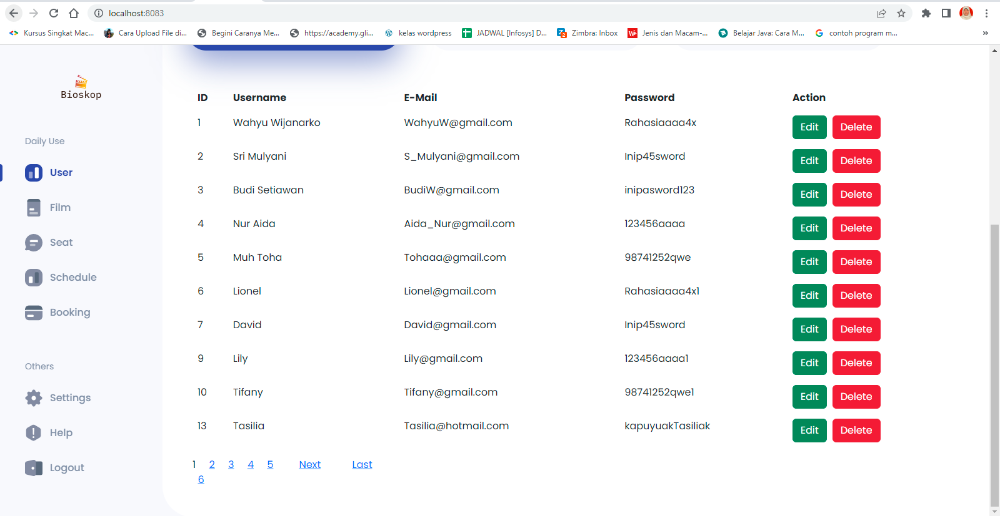 localhost:8083
Kursus Singkat Mac... Cara Upload File di... Begini Caranya Me... https://academy.gli... kelas wordpress JADWAL [Infosys] D... Zimbra: Inbox Jenis dan Macam-... Belajar Java: Cara M... contoh program m... »
Bioskop
Daily Use
User
Film
Seat
Schedule
Booking
Others
Settings
Help
Logout
ID Username E-Mail Password Action
1 Wahyu Wijanarko WahyuW@gmail.com Rahasiaaaa4x Edit Delete
2 Sri Mulyani S_Mulyani@gmail.com Inip45sword Edit Delete
3 Budi Setiawan BudiW@gmail.com inipasword123 Edit Delete
4 Nur Aida Aida_Nur@gmail.com 123456aaaa Edit Delete
5 Muh Toha Tohaaa@gmail.com 98741252qwe Edit Delete
6 Lionel Lionel@gmail.com Rahasiaaaa4x1 Edit Delete
7 David David@gmail.com Inip45sword Edit Delete
9 Lily Lily@gmail.com 123456aaaa1 Edit Delete
10 Tifany Tifany@gmail.com 98741252qwe1 Edit Delete
13 Tasilia Tasilia@hotmail.com kapuyuakTasiliak Edit Delete
1 2 3 4 5 Next Last
6